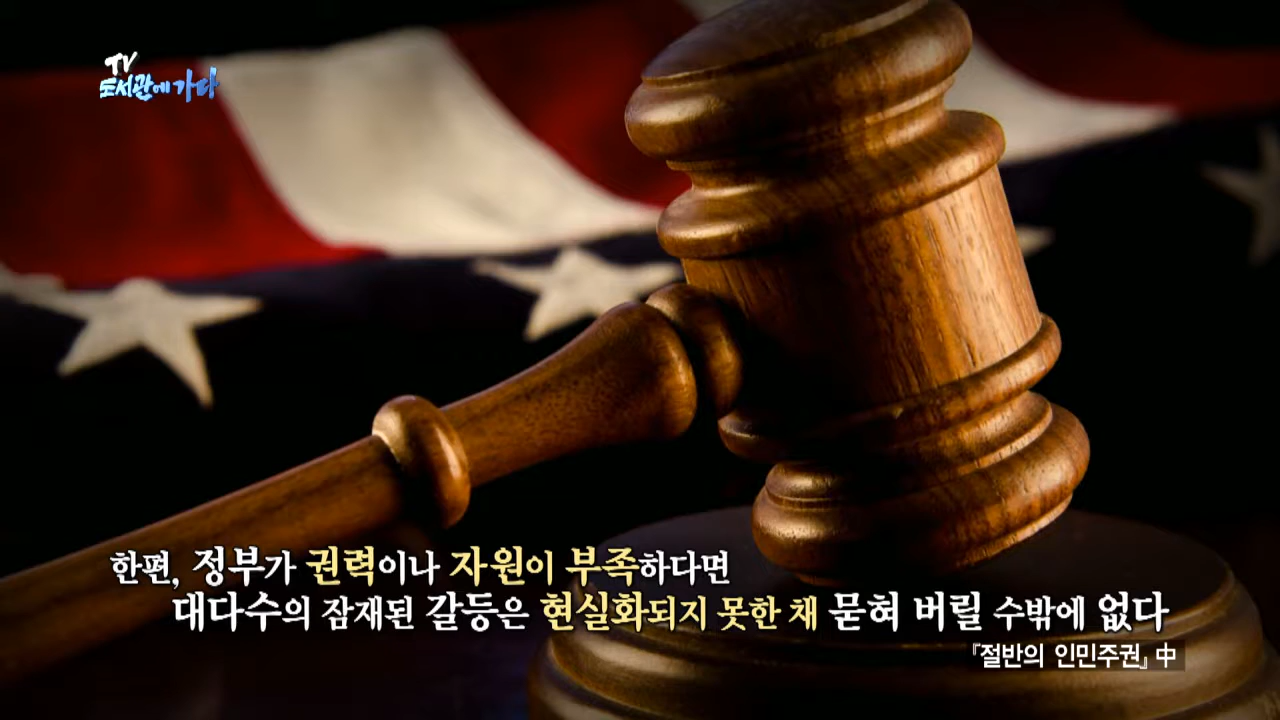 TV
도서관에 가다
한편, 정부가 권력이나 자원이 부족하다면
대다수의 잠재된 갈등은 현실화되지 못한 채 묻혀 버릴 수밖에 없다
『절반의 인민주권』 中